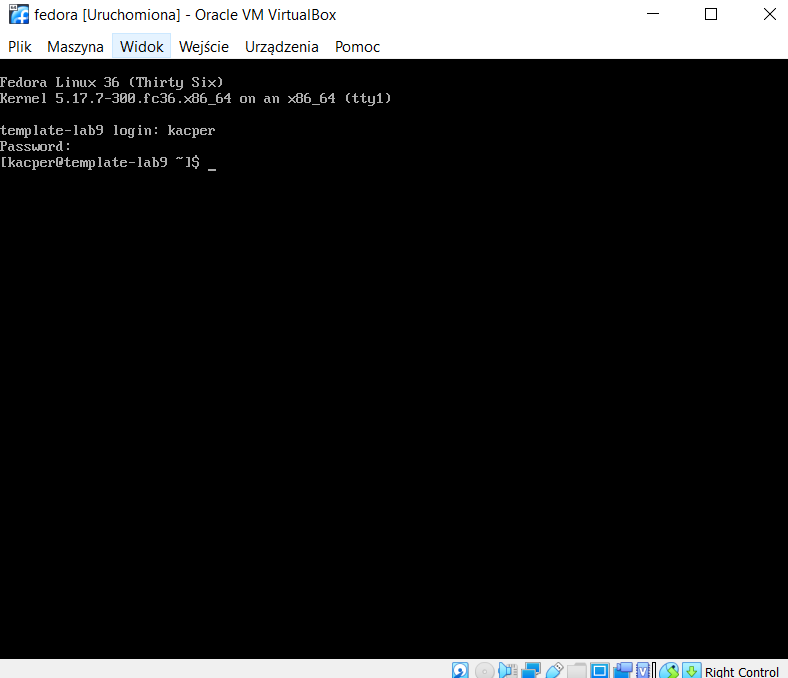 fedora [Uruchomiona] - Oracle VM VirtualBox
Plik Maszyna Widok Wejście Urządzenia Pomoc
Fedora Linux 36 (Thirty Six)
Kernel 5.17.7-300.fc36.x86_64 on an x86_64 (tty1)
template-lab9 login: kacper
Password:
[kacper@template-lab9 ~]$ _
Right Control